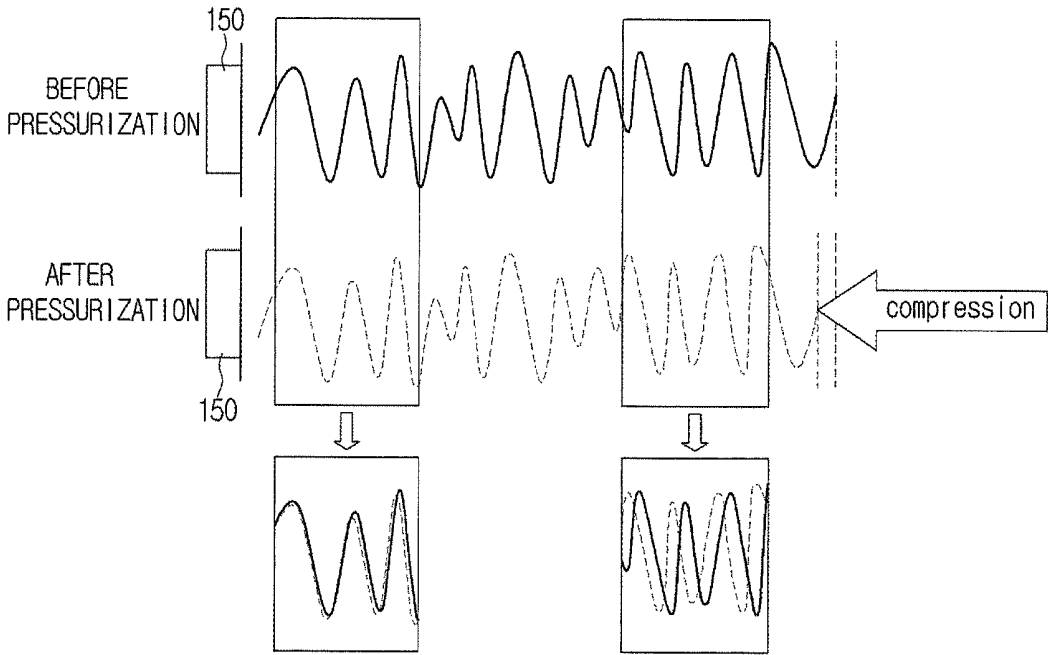 150
BEFORE
PRESSURIZATION
AFTER
PRESSURIZATION
compression
150